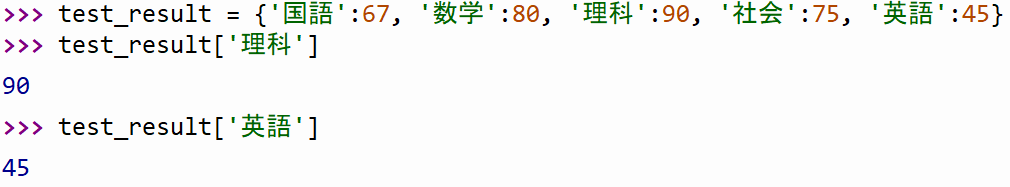 >>> test_result = {'国語':67, '数学':80, '理科':90, '社会':75, '英語':45}
>>> test_result['理科']
90
>>> test_result['英語']
45